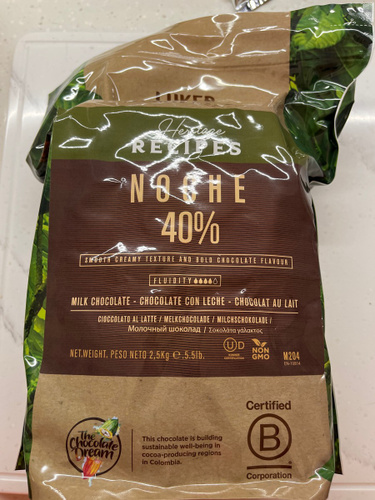 LUKER
Heritage
RECIPES
NOCHE
40%
SMOOTH CREAMY TEXTURE AND BOLD CHOCOLATE FLAVOUR
FLUIDITY
MILK CHOCOLATE - CHOCOLATE CON LECHE - CHOCOLAT AU LAIT
CIOCCOLATO AL LATTE / MELKCHOCOLADE / MILCHSCHOKOLADE /
Молочный шоколад / Σοκολάτα γάλακτος
NET.WEIGHT. PESO NETO 2,5Kg ℮ .5.5lb.
UD
NON
GMO
M204
The
Chocolate
Dream
This chocolate is building
sustainable well-being in
cocoa-producing regions
in Colombia.
Certified
B
Corporation